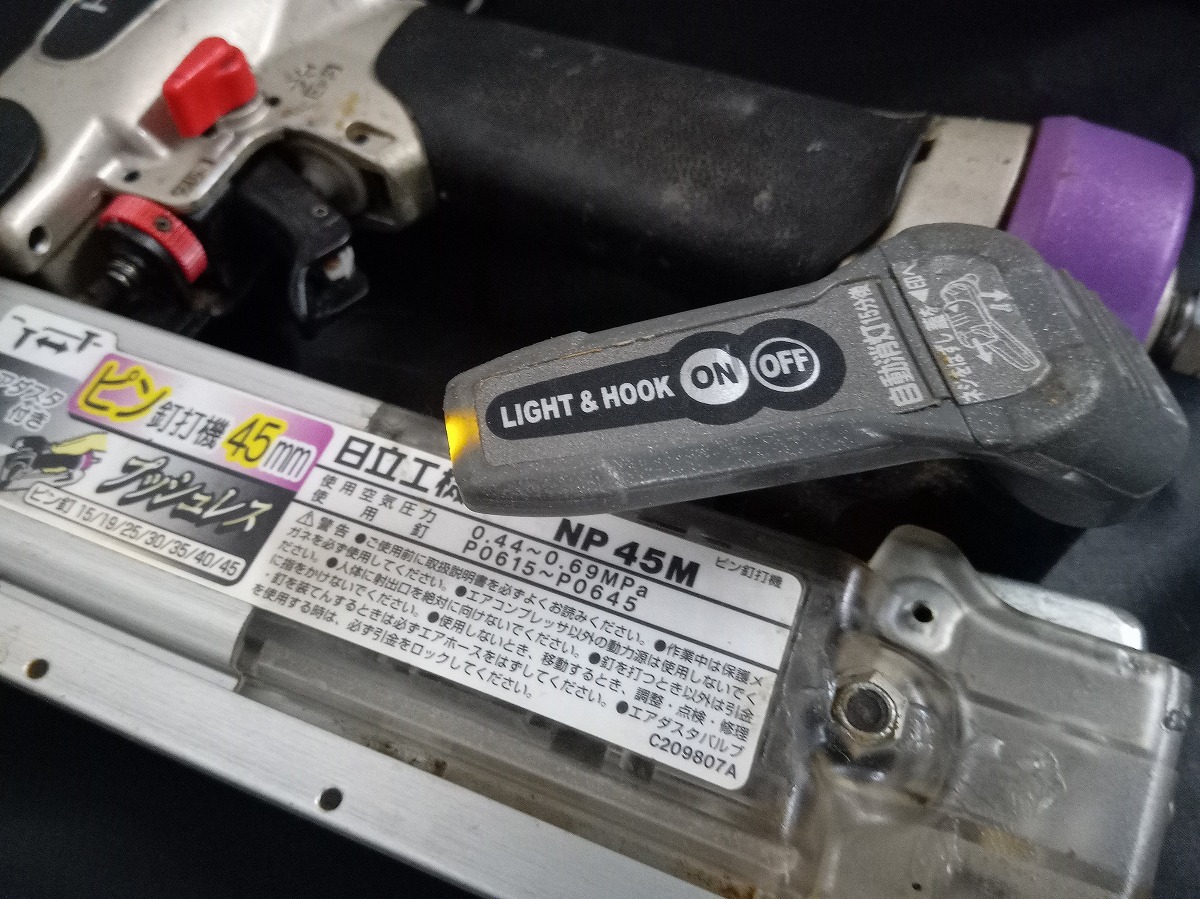 エアダスタ
付き
ピン釘打機 45mm
プッシュレス
ピン釘 15/19/25/30/35/40/45
日立工機
NP 45M ピン釘打機
使用空気圧力 0.44~0.69MPa
使用釘 P0615~P0645
⚠警告 ●ご使用前に取扱説明書を必ずよくお読みください。●作業中は保護メ
ガネを必ず使用してください。●エアコンプレッサ以外の動力源は使用しないでく
ださい。●人体に射出口を絶対に向けないでください。●釘を打つとき以外は引金
に指をかけないでください。●使用しないとき、移動するとき、調整・点検・修理
、釘を装てんするときは必ずエアホースをはずしてください。●エアダスタバルブ
を使用する時は、必ず引金をロックしてください。
C209807A
LIGHT & HOOK ON OFF
自動消灯15分後